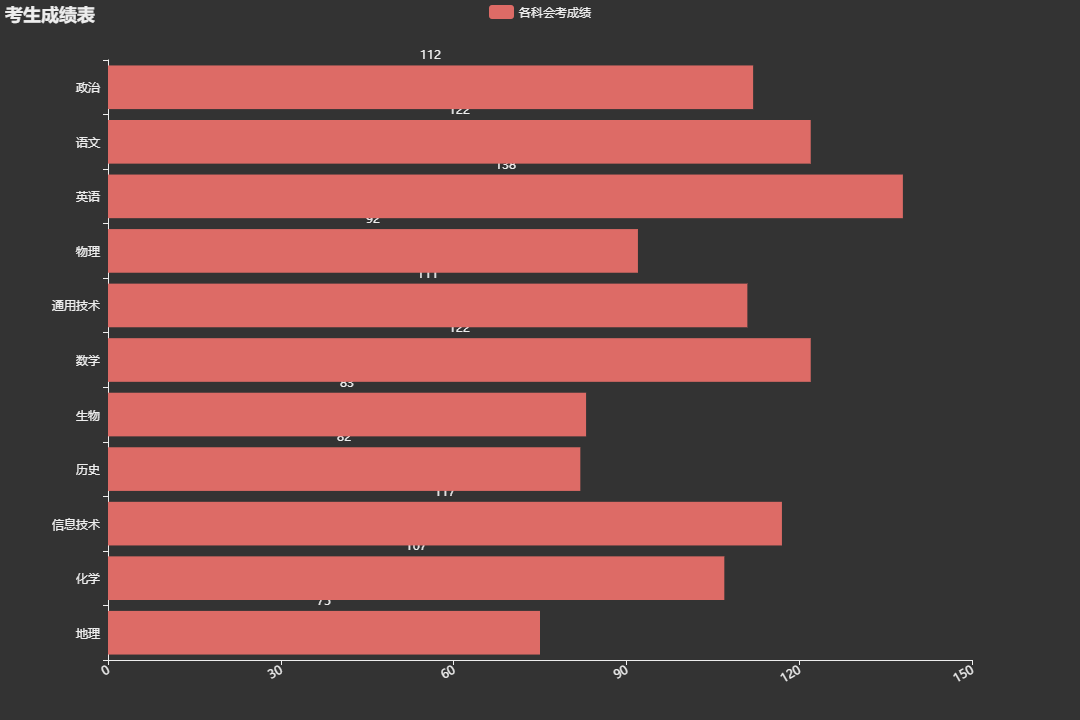 考生成绩表
各科会考成绩
112
政治
122
语文
138
英语
92
物理
111
通用技术
122
数学
83
生物
82
历史
117
信息技术
107
化学
75
地理
0 30 60 90 120 150